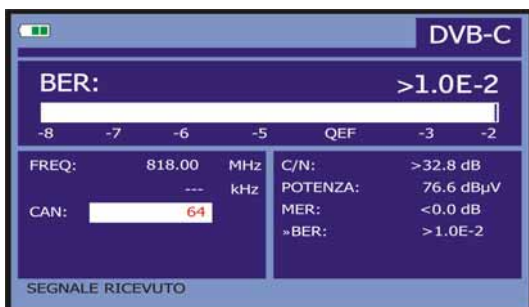 DVB-C
BER: >1.0E-2
-8 -7 -6 -5 QEF -3 -2
FREQ: 818.00 MHz
--- kHz
CAN: 64
C/N: >32.8 dB
POTENZA: 76.6 dBµV
MER: <0.0 dB
»BER: >1.0E-2
SEGNALE RICEVUTO